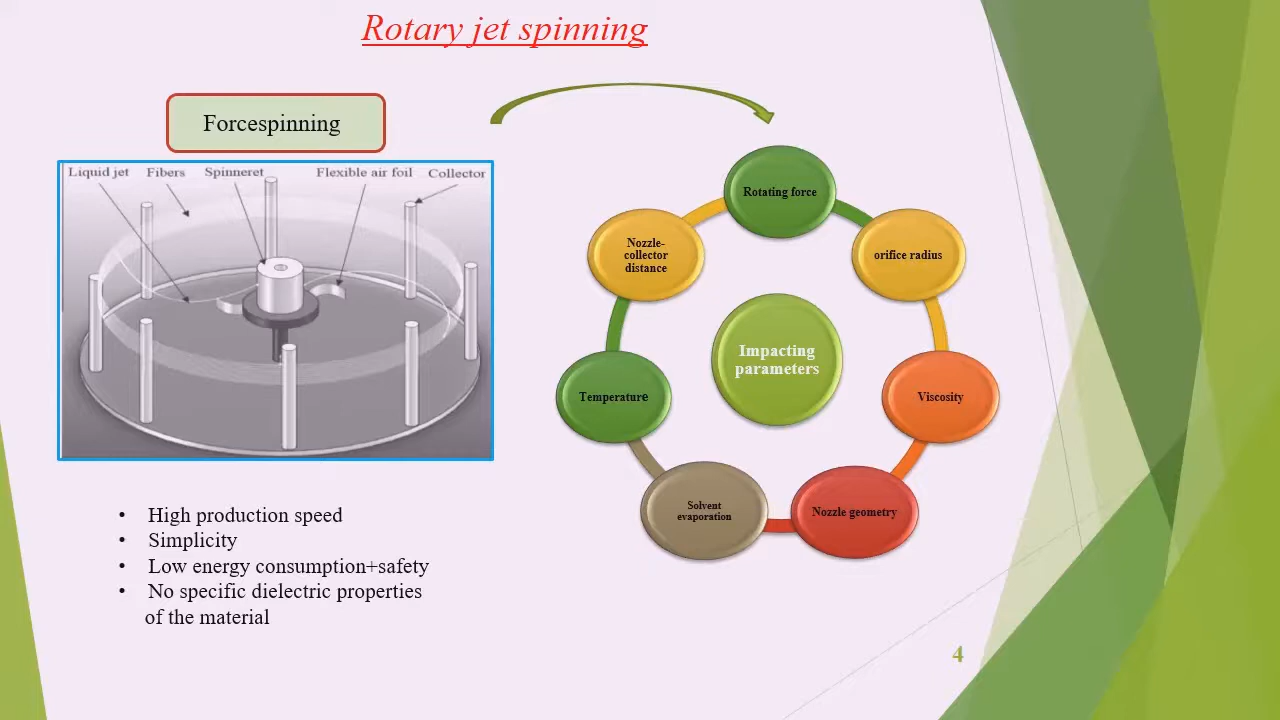 Rotary jet spinning
Forcespinning
Liquid jet Fibers Spinneret Flexible air foil Collector
• High production speed
• Simplicity
• Low energy consumption+safety
• No specific dielectric properties
of the material
Rotating force
orifice radius
Viscosity
Nozzle geometry
Solvent
evaporation
Temperature
Nozzle-
collector
distance
Impacting
parameters
4